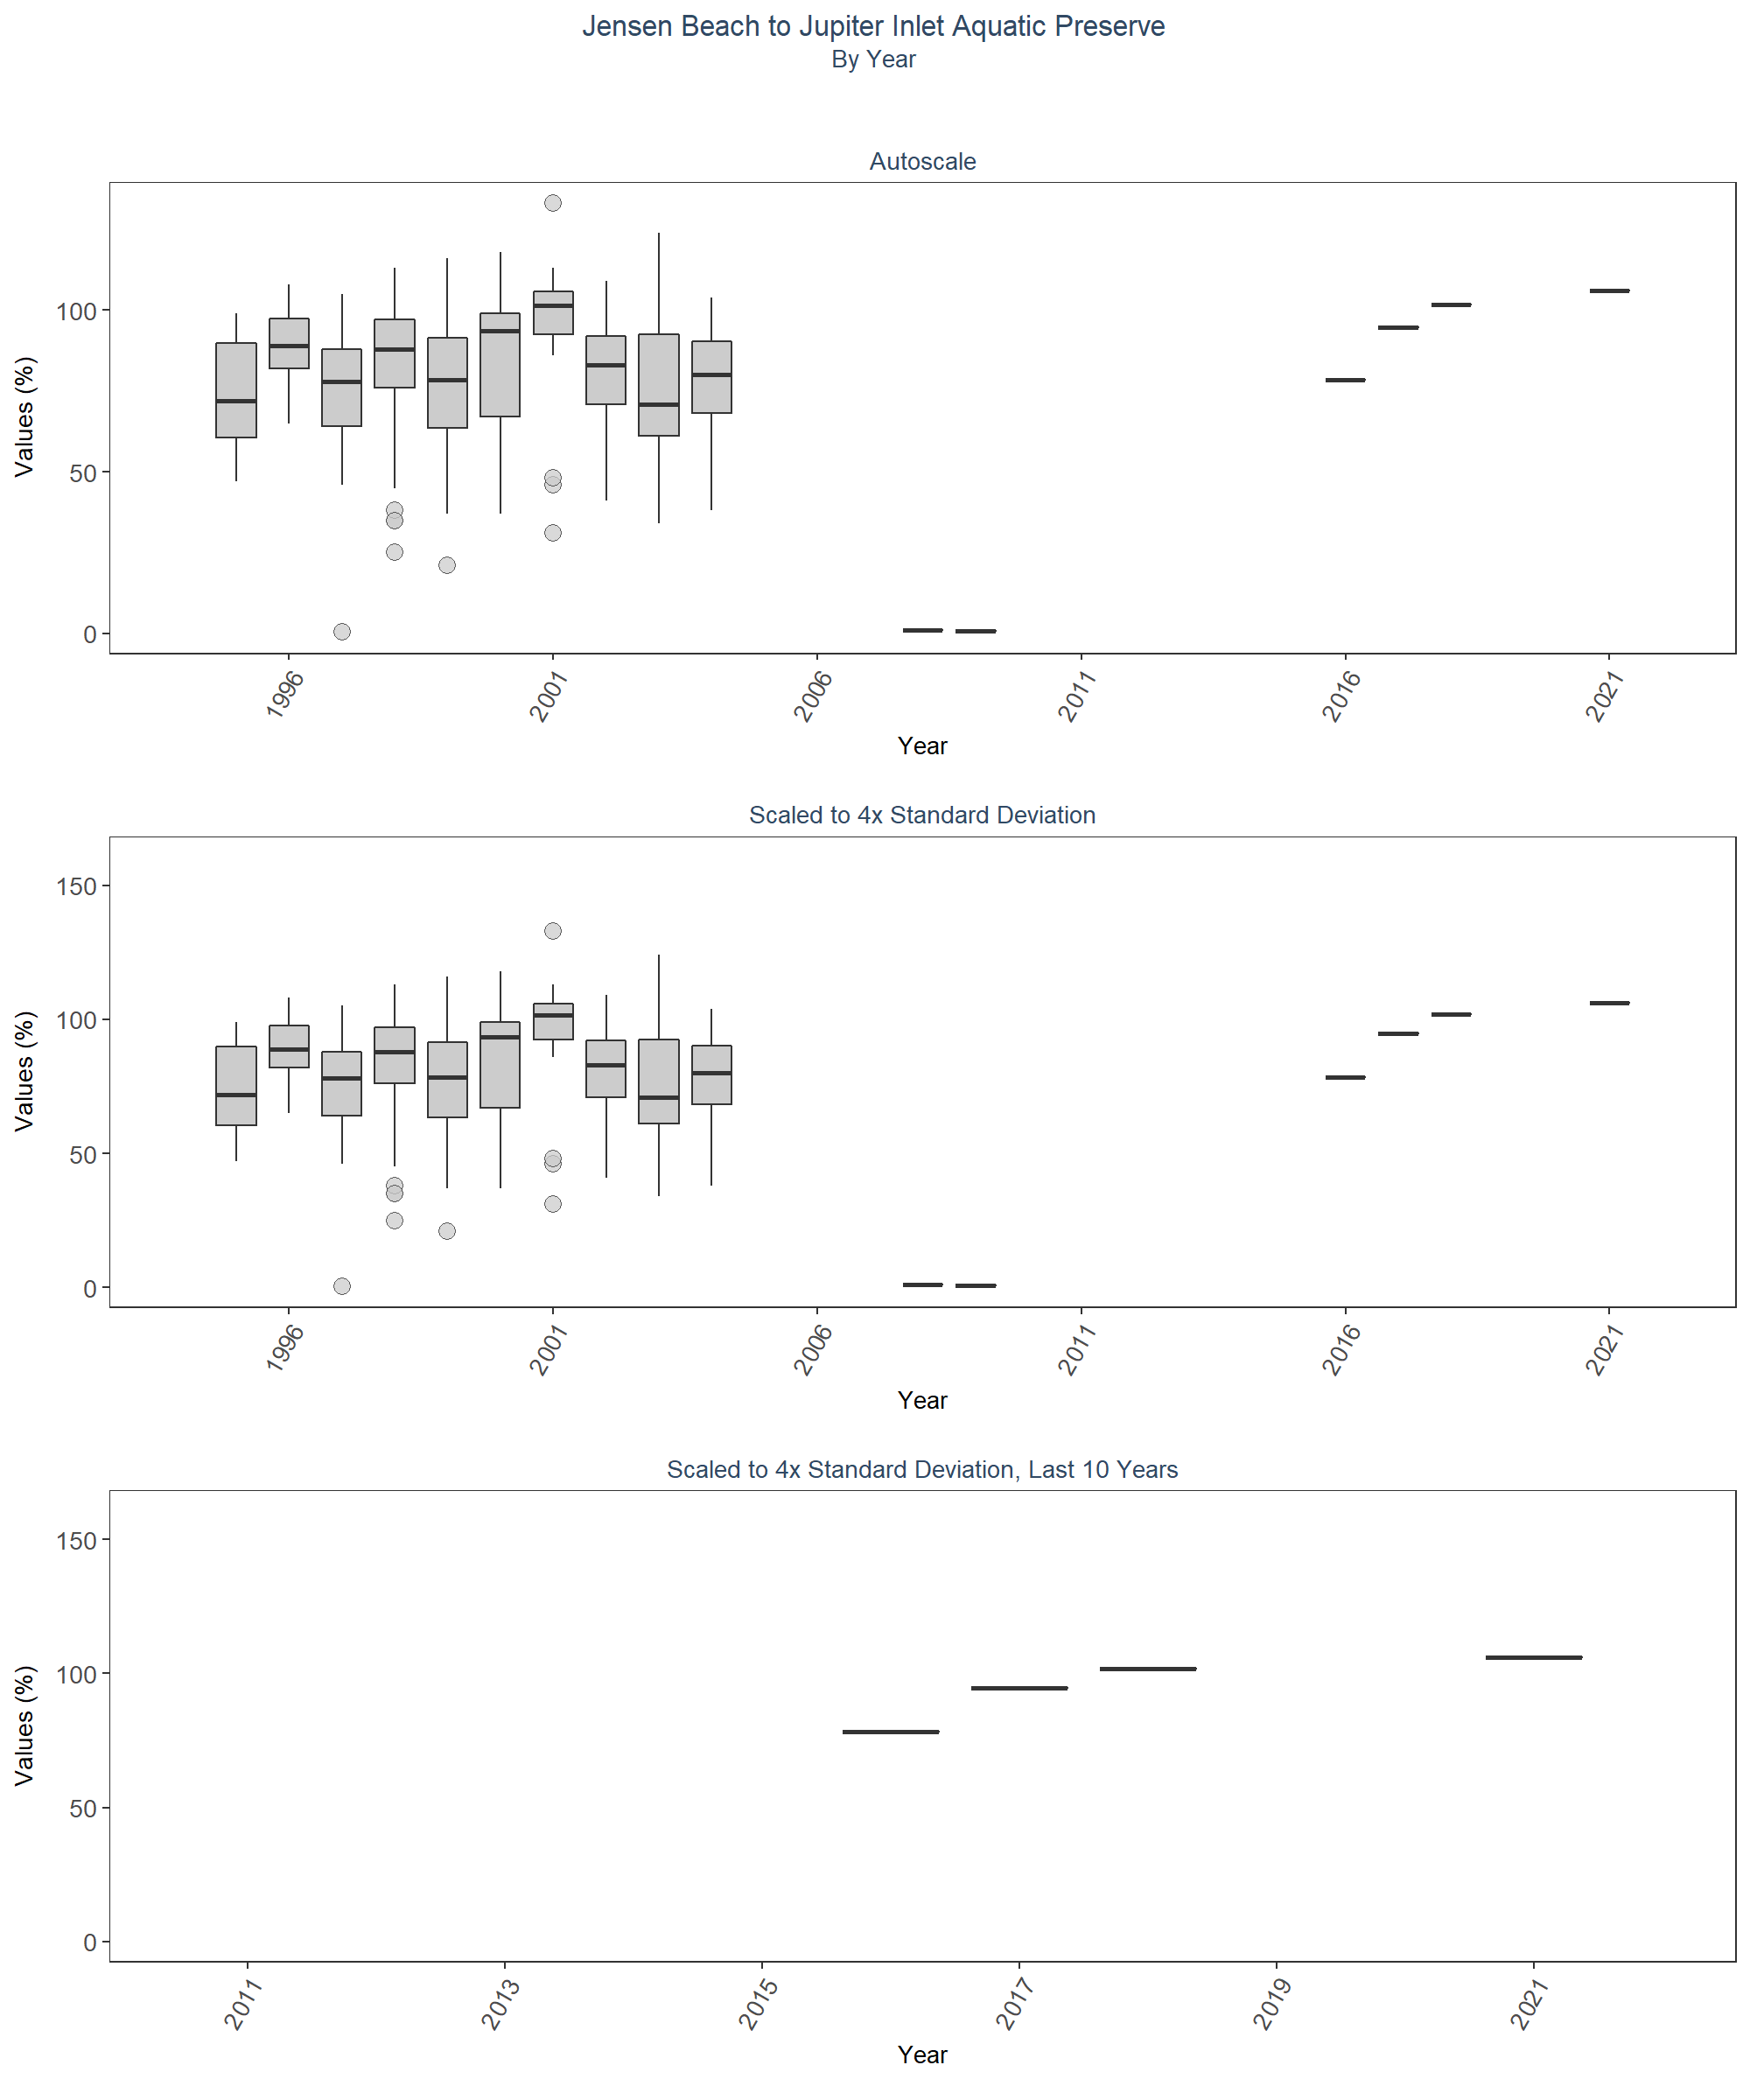 Jensen Beach to Jupiter Inlet Aquatic Preserve
By Year
Autoscale
Values (%)
100
50
0
1996
2001
2006
2011
2016
2021
Year
Scaled to 4x Standard Deviation
Values (%)
150
100
50
0
1996
2001
2006
2011
2016
2021
Year
Scaled to 4x Standard Deviation, Last 10 Years
Values (%)
150
100
50
0
2011
2013
2015
2017
2019
2021
Year